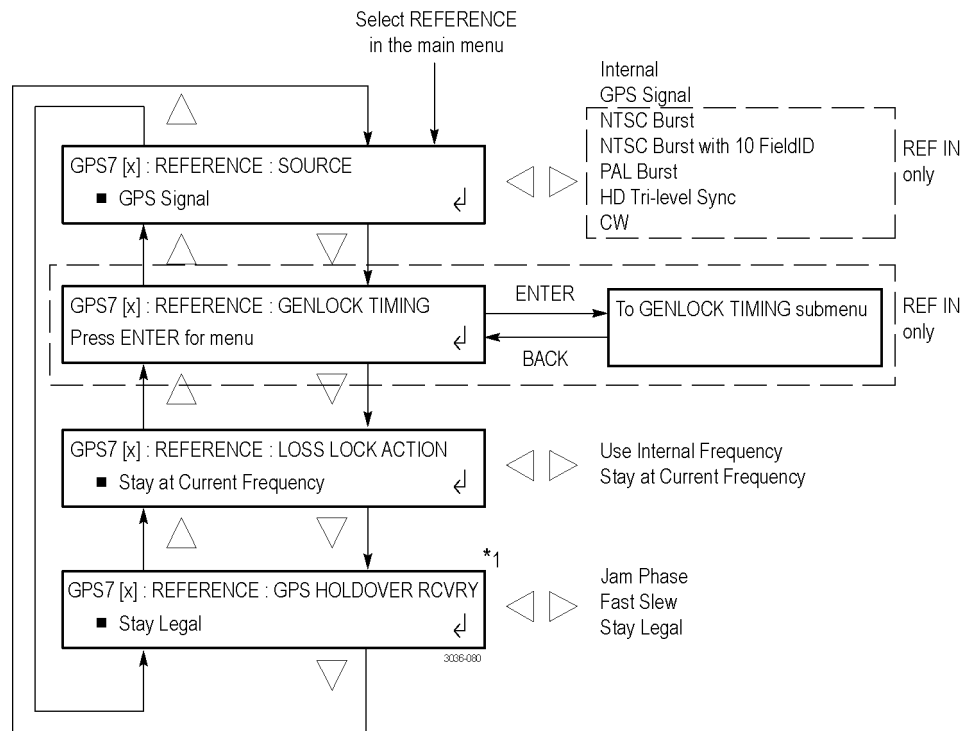 Select REFERENCE
in the main menu
Internal
GPS Signal
NTSC Burst
NTSC Burst with 10 FieldID
PAL Burst
HD Tri-level Sync
CW
REF IN
only
GPS7 [x] : REFERENCE : SOURCE
■ GPS Signal
GPS7 [x] : REFERENCE : GENLOCK TIMING
Press ENTER for menu
ENTER
BACK
To GENLOCK TIMING submenu
REF IN
only
GPS7 [x] : REFERENCE : LOSS LOCK ACTION
■ Stay at Current Frequency
Use Internal Frequency
Stay at Current Frequency
*1
GPS7 [x] : REFERENCE : GPS HOLDOVER RCVRY
■ Stay Legal
Jam Phase
Fast Slew
Stay Legal
3036-080